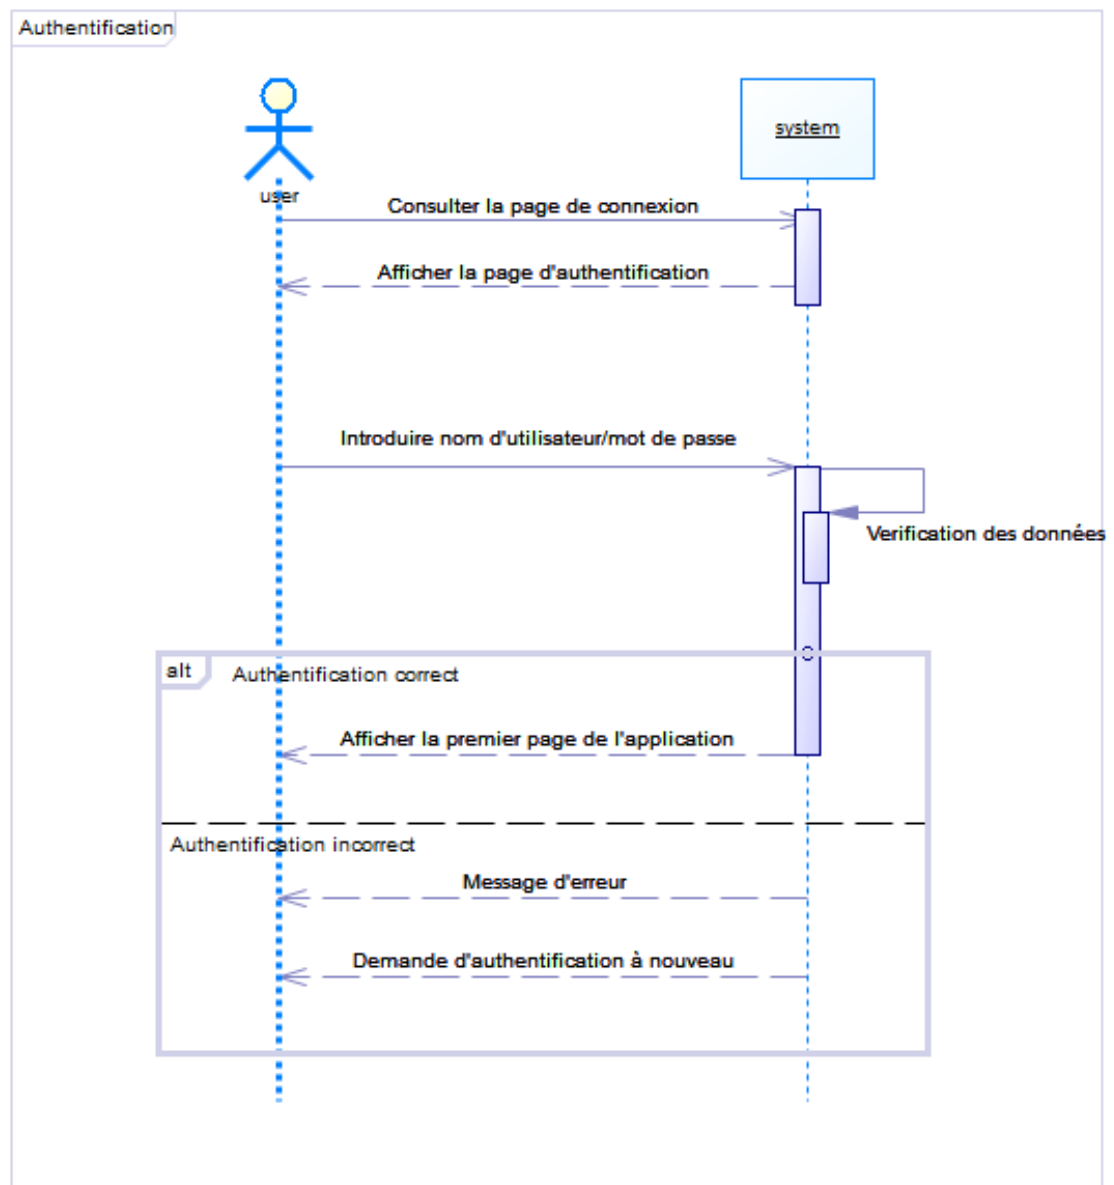 Authentification
system
user
Consulter la page de connexion
Afficher la page d'authentification
Introduire nom d'utilisateur/mot de passe
Verification des données
alt
Authentification correct
Afficher la premier page de l'application
Authentification incorrect
Message d'erreur
Demande d'authentification à nouveau